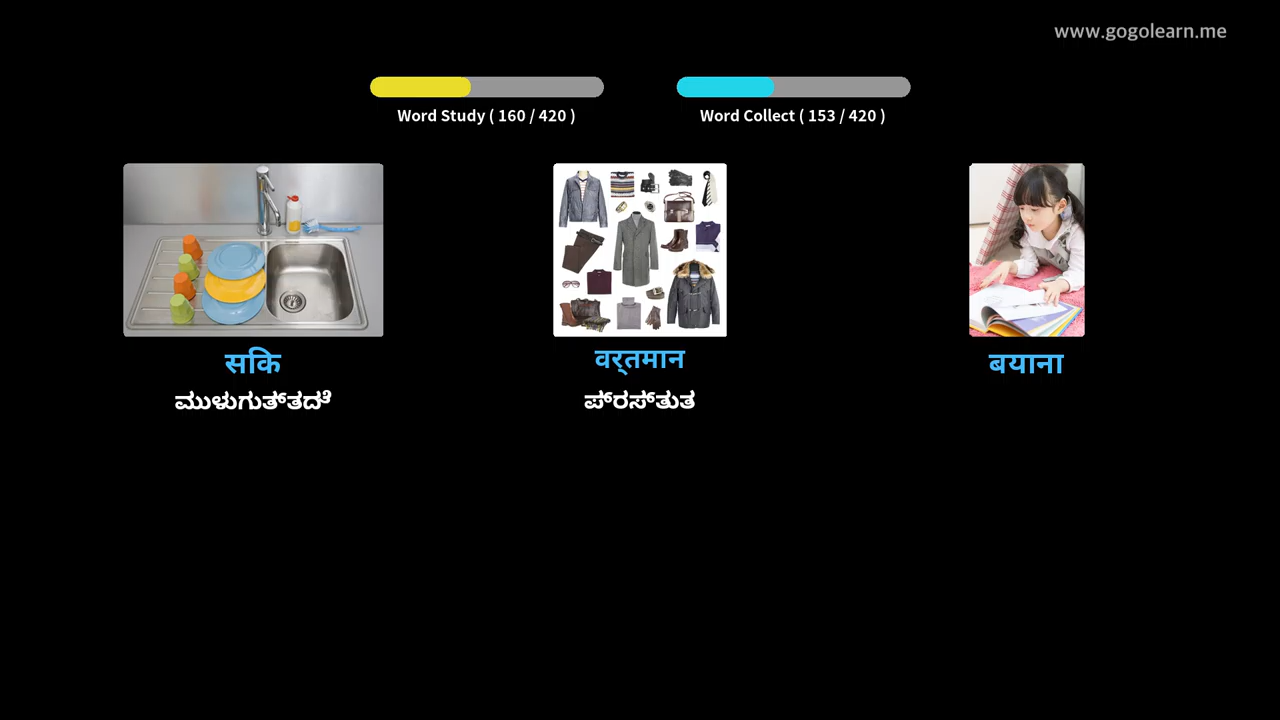 www.gogolearn.me
Word Study ( 160 / 420 )
Word Collect ( 153 / 420 )
सकि
वर्‌तमान
बयाना
ಮುಳುಗುತ್‌ತದೆ
ಪ್‌ರಸ್‌ತುತ